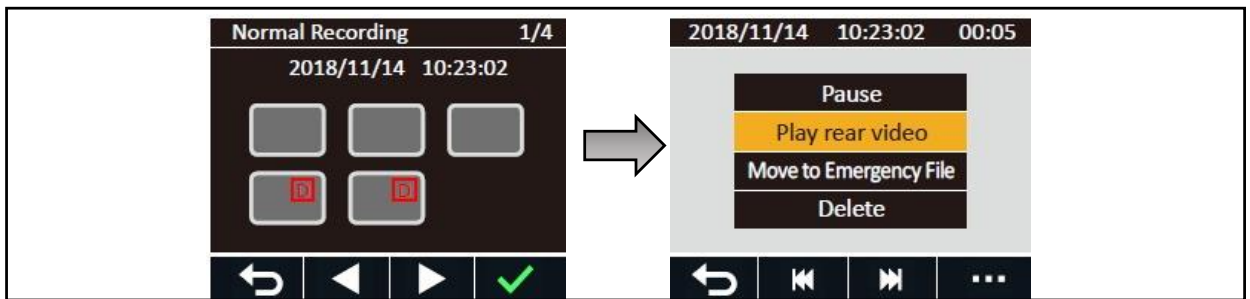 Normal Recording 1/4
2018/11/14 10:23:02
D D
2018/11/14 10:23:02 00:05
Pause
Play rear video
Move to Emergency File
Delete